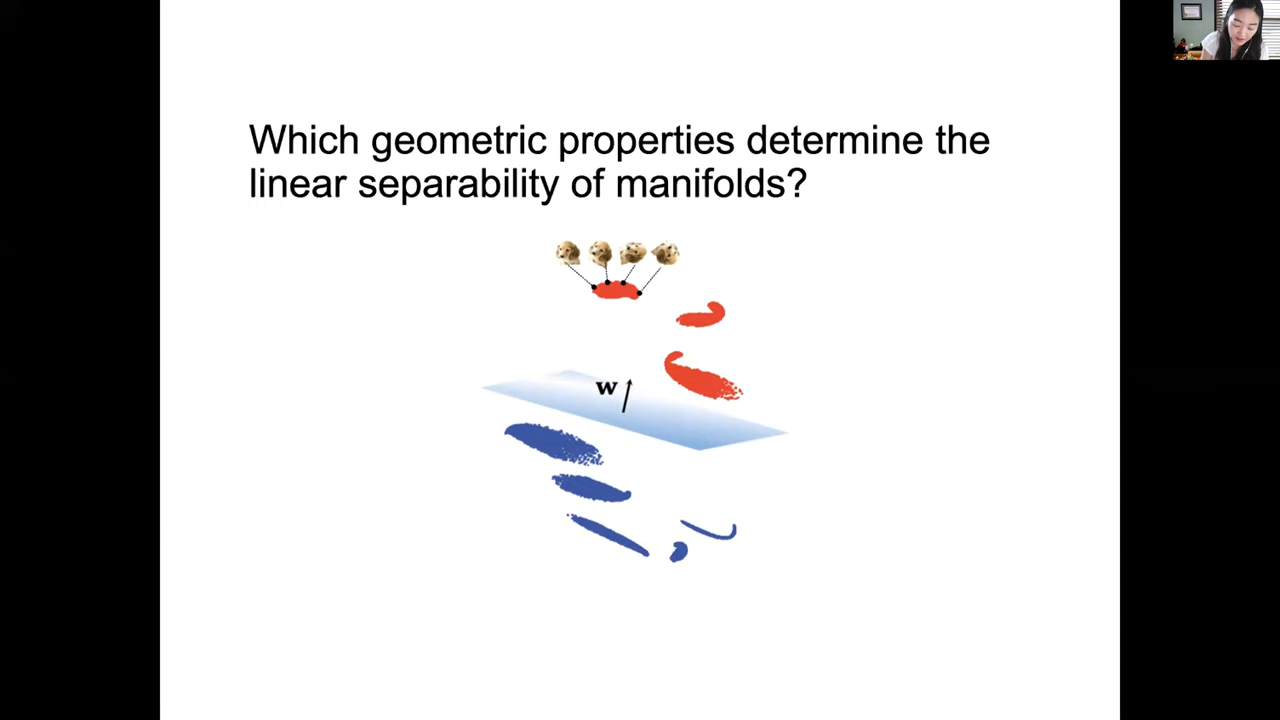 Which geometric properties determine the
linear separability of manifolds?
w